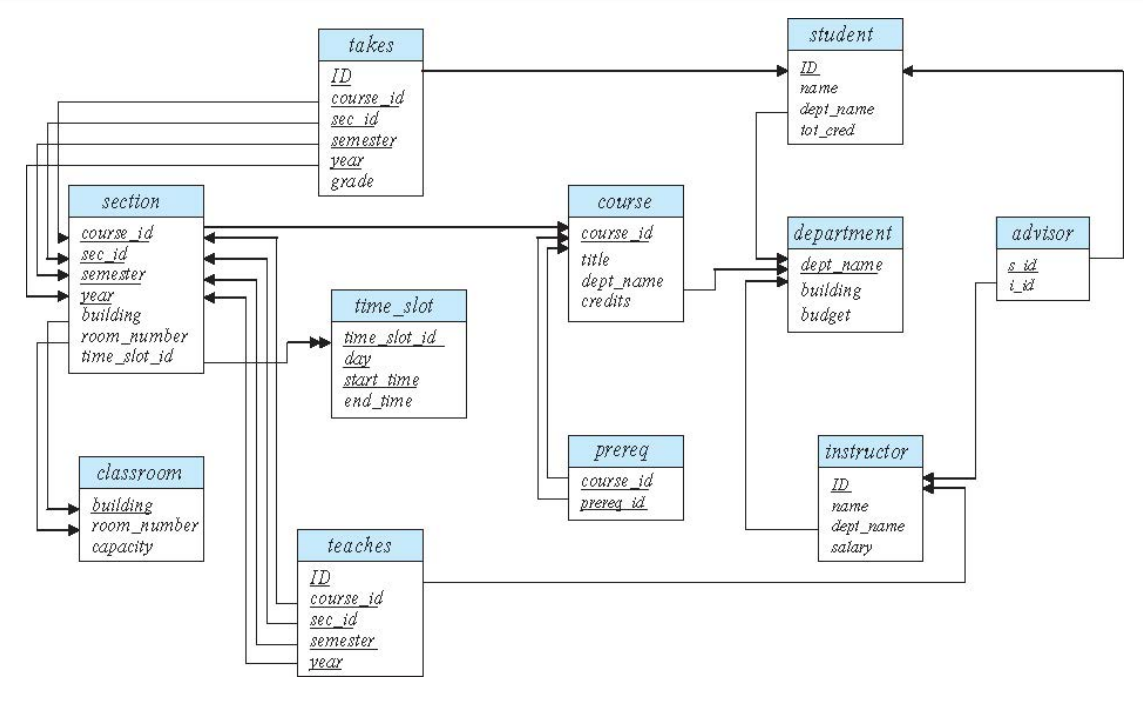 takes
ID
course_id
sec_id
semester
year
grade
student
ID
name
dept_name
tot_cred
section
course_id
sec_id
semester
year
building
room_number
time_slot_id
course
course_id
title
dept_name
credits
department
dept_name
building
budget
advisor
s_id
i_id
time_slot
time_slot_id
day
start_time
end_time
prereq
course_id
prereq_id
instructor
ID
name
dept_name
salary
classroom
building
room_number
capacity
teaches
ID
course_id
sec_id
semester
year